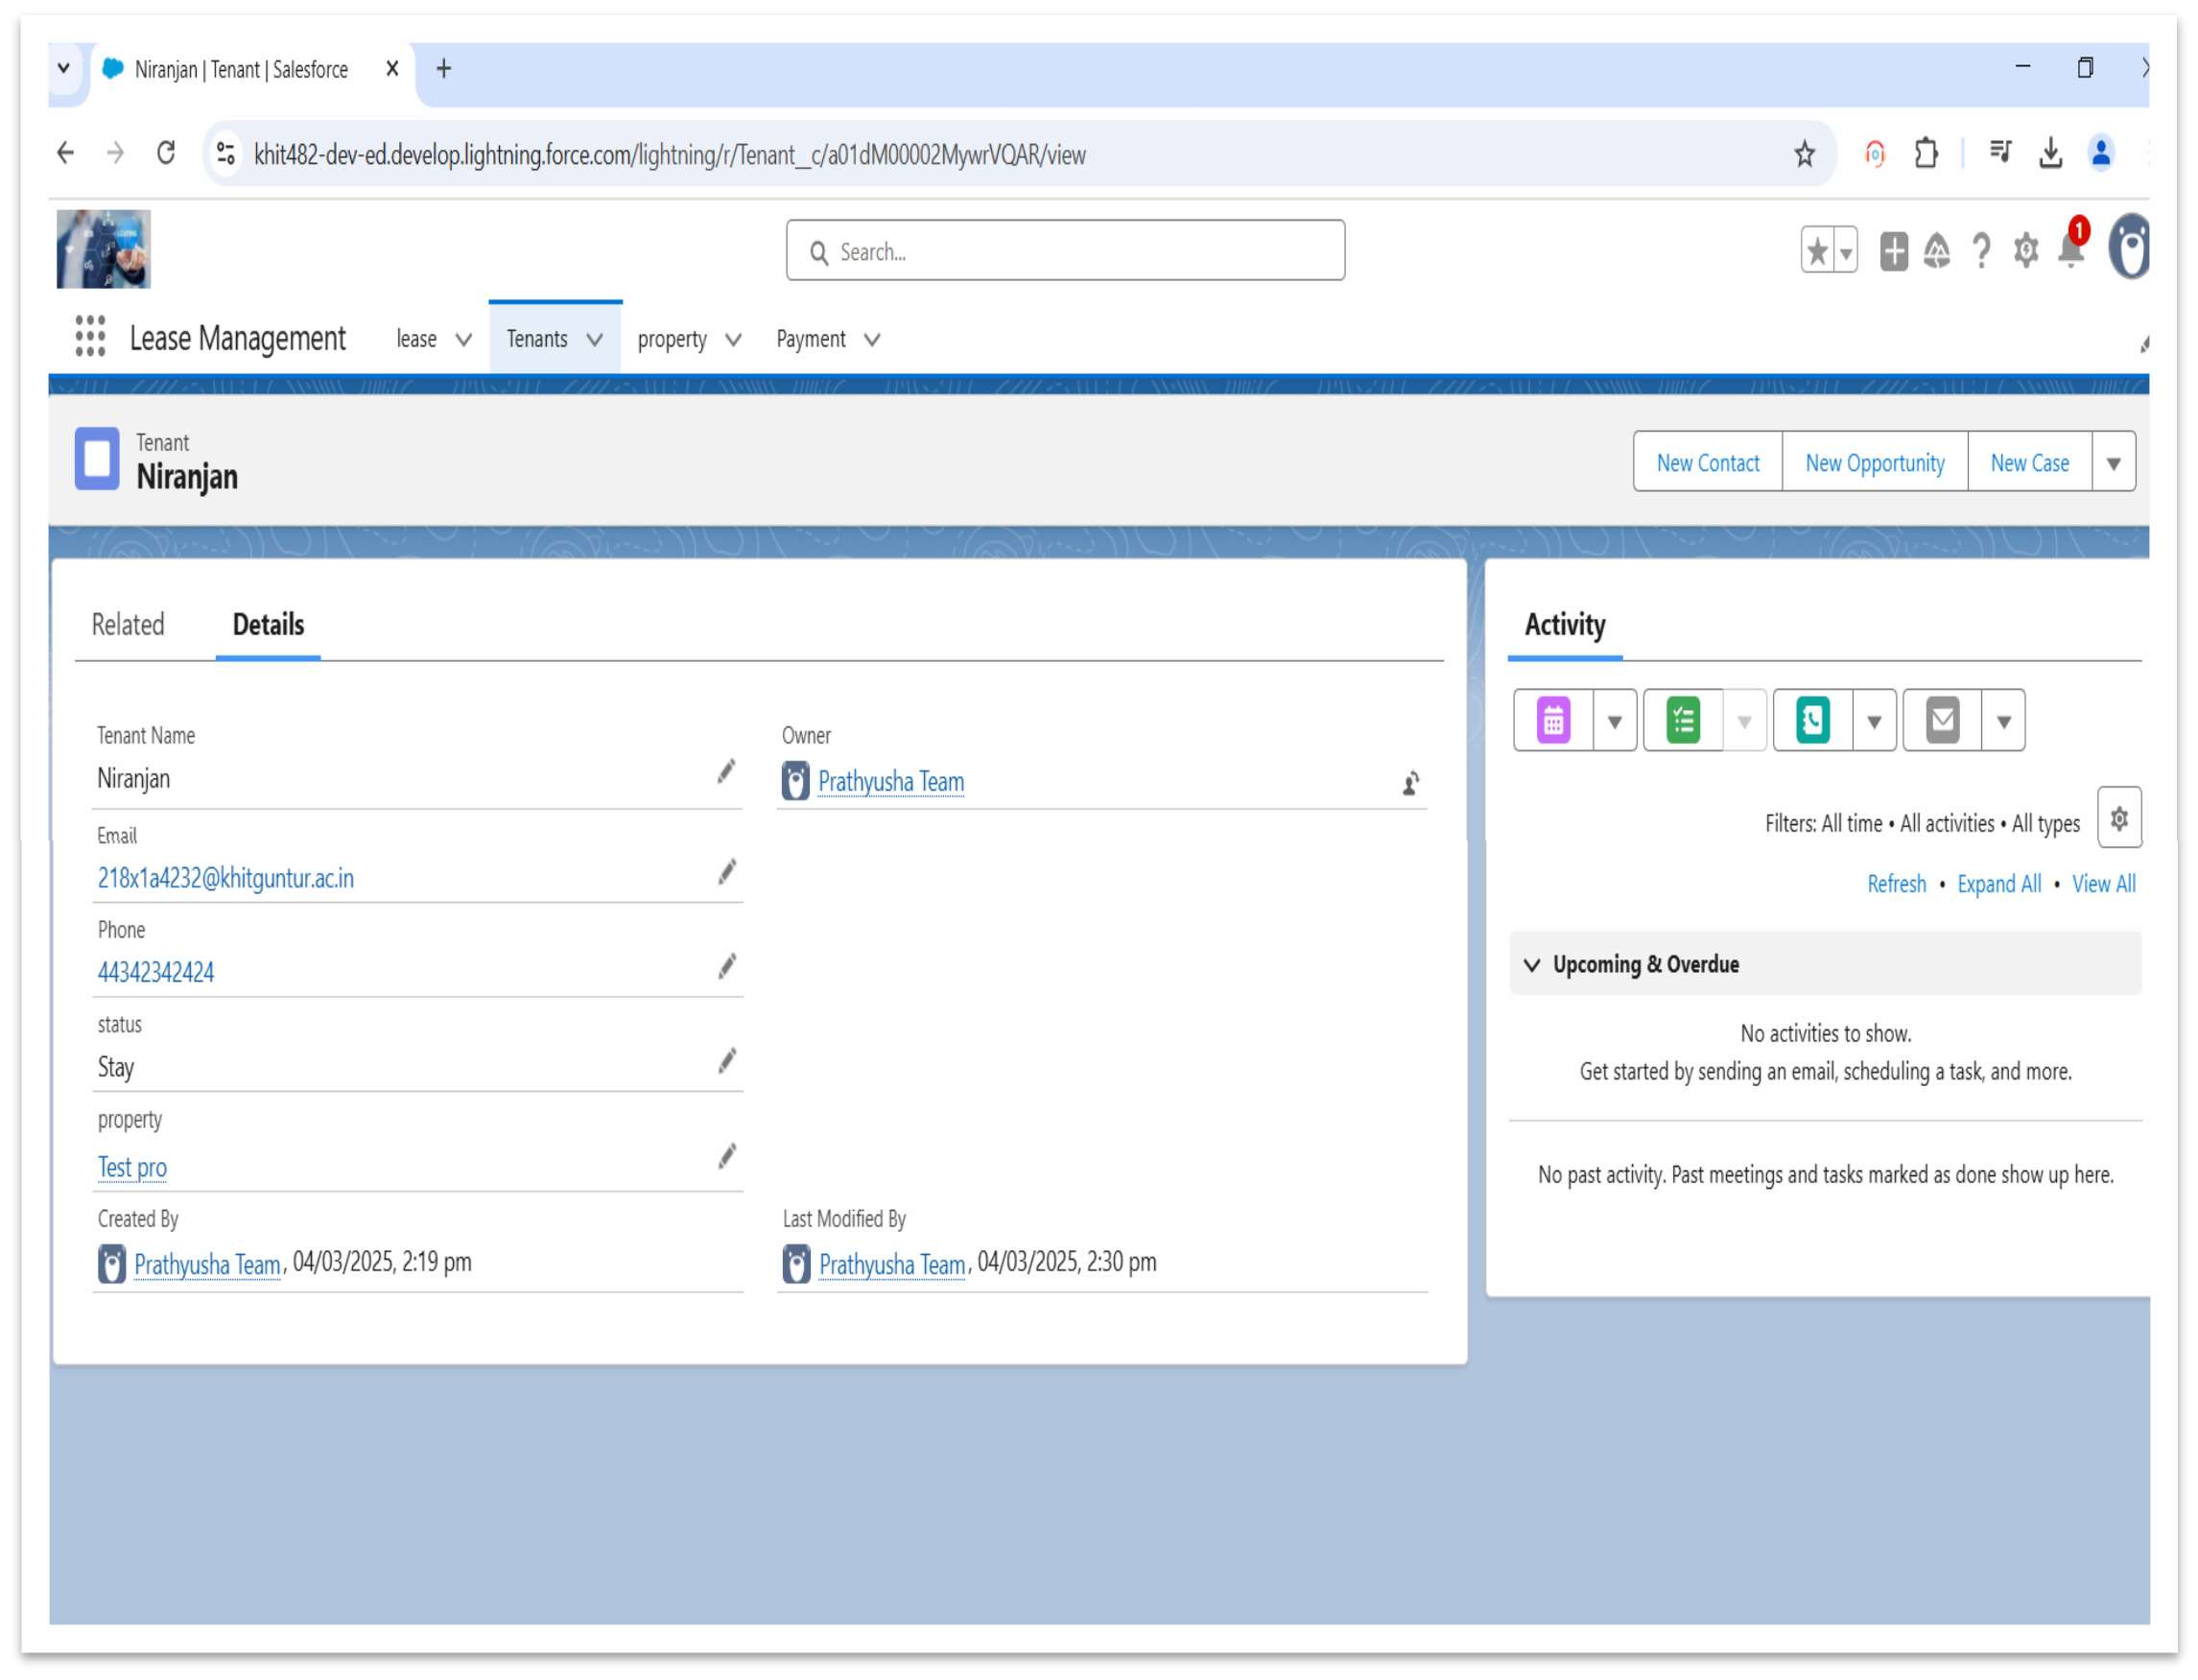 Niranjan | Tenant | Salesforce
khit482-dev-ed.develop.lightning.force.com/lightning/r/Tenant__c/a01dM00002MywrVQAR/view
Search...
1
Lease Management lease Tenants property Payment
Tenant
Niranjan
New Contact New Opportunity New Case
Related Details
Tenant Name
Niranjan
Email
218x1a4232@khitguntur.ac.in
Phone
44342342424
status
Stay
property
Test pro
Created By
Prathyusha Team, 04/03/2025, 2:19 pm
Owner
Prathyusha Team
Last Modified By
Prathyusha Team, 04/03/2025, 2:30 pm
Activity
Filters: All time • All activities • All types
Refresh • Expand All • View All
Upcoming & Overdue
No activities to show.
Get started by sending an email, scheduling a task, and more.
No past activity. Past meetings and tasks marked as done show up here.